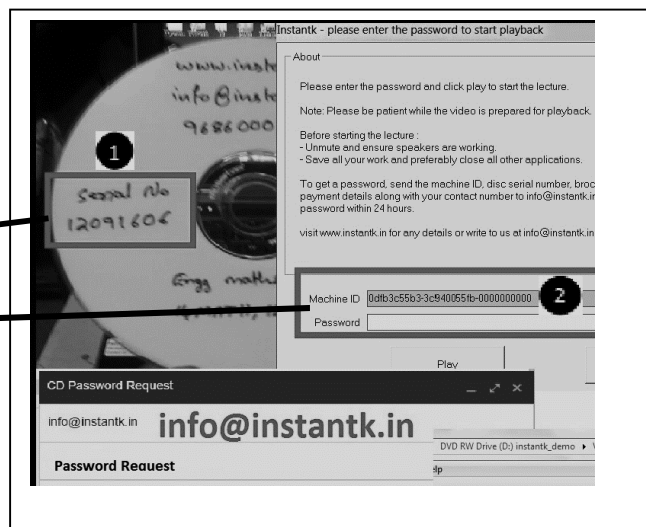 Instantk - please enter the password to start playback
About
Please enter the password and click play to start the lecture.
Note: Please be patient while the video is prepared for playback.
Before starting the lecture :
- Unmute and ensure speakers are working.
- Save all your work and preferably close all other applications.
To get a password, send the machine ID, disc serial number, broc
payment details along with your contact number to info@instantk.in
password within 24 hours.
visit www.instantk.in for any details or write to us at info@instantk.in
www.inste
info@inste
9686000
1
Serial No
12091606
Engg mathe
Machine ID 0dfb3c55b3-3c940055fb-0000000000
2
Password
Play
CD Password Request
info@instantk.in
info@instantk.in
Password Request
DVD RW Drive (D:) instantk_demo
elp